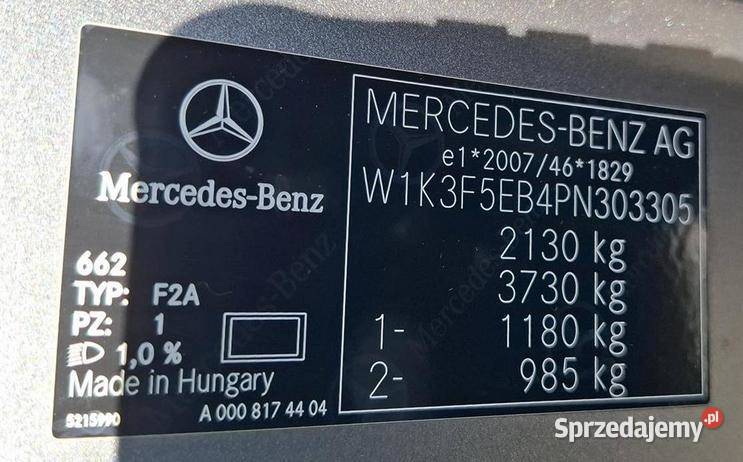 Mercedes-Benz
662
TYP: F2A
PZ: 1
1,0 %
Made in Hungary
5215990
A 000 817 44 04
MERCEDES-BENZ AG
e1*2007/46*1829
W1K3F5EB4PN303305
2130 kg
3730 kg
1- 1180 kg
2- 985 kg
Sprzedajemy.pl